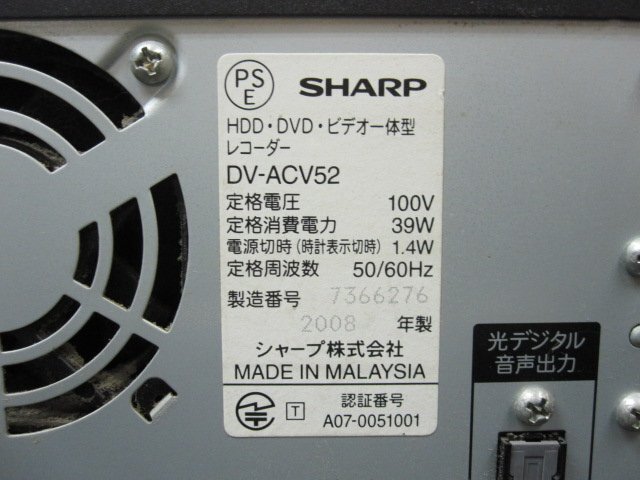 PS
E
SHARP
HDD・DVD・ビデオ一体型
レコーダー
DV-ACV52
定格電圧 100V
定格消費電力 39W
電源切時(時計表示切時) 1.4W
定格周波数 50/60Hz
製造番号 7366276
2008 年製
シャープ株式会社
MADE IN MALAYSIA
T 認証番号
A07-0051001
光デジタル
音声出力